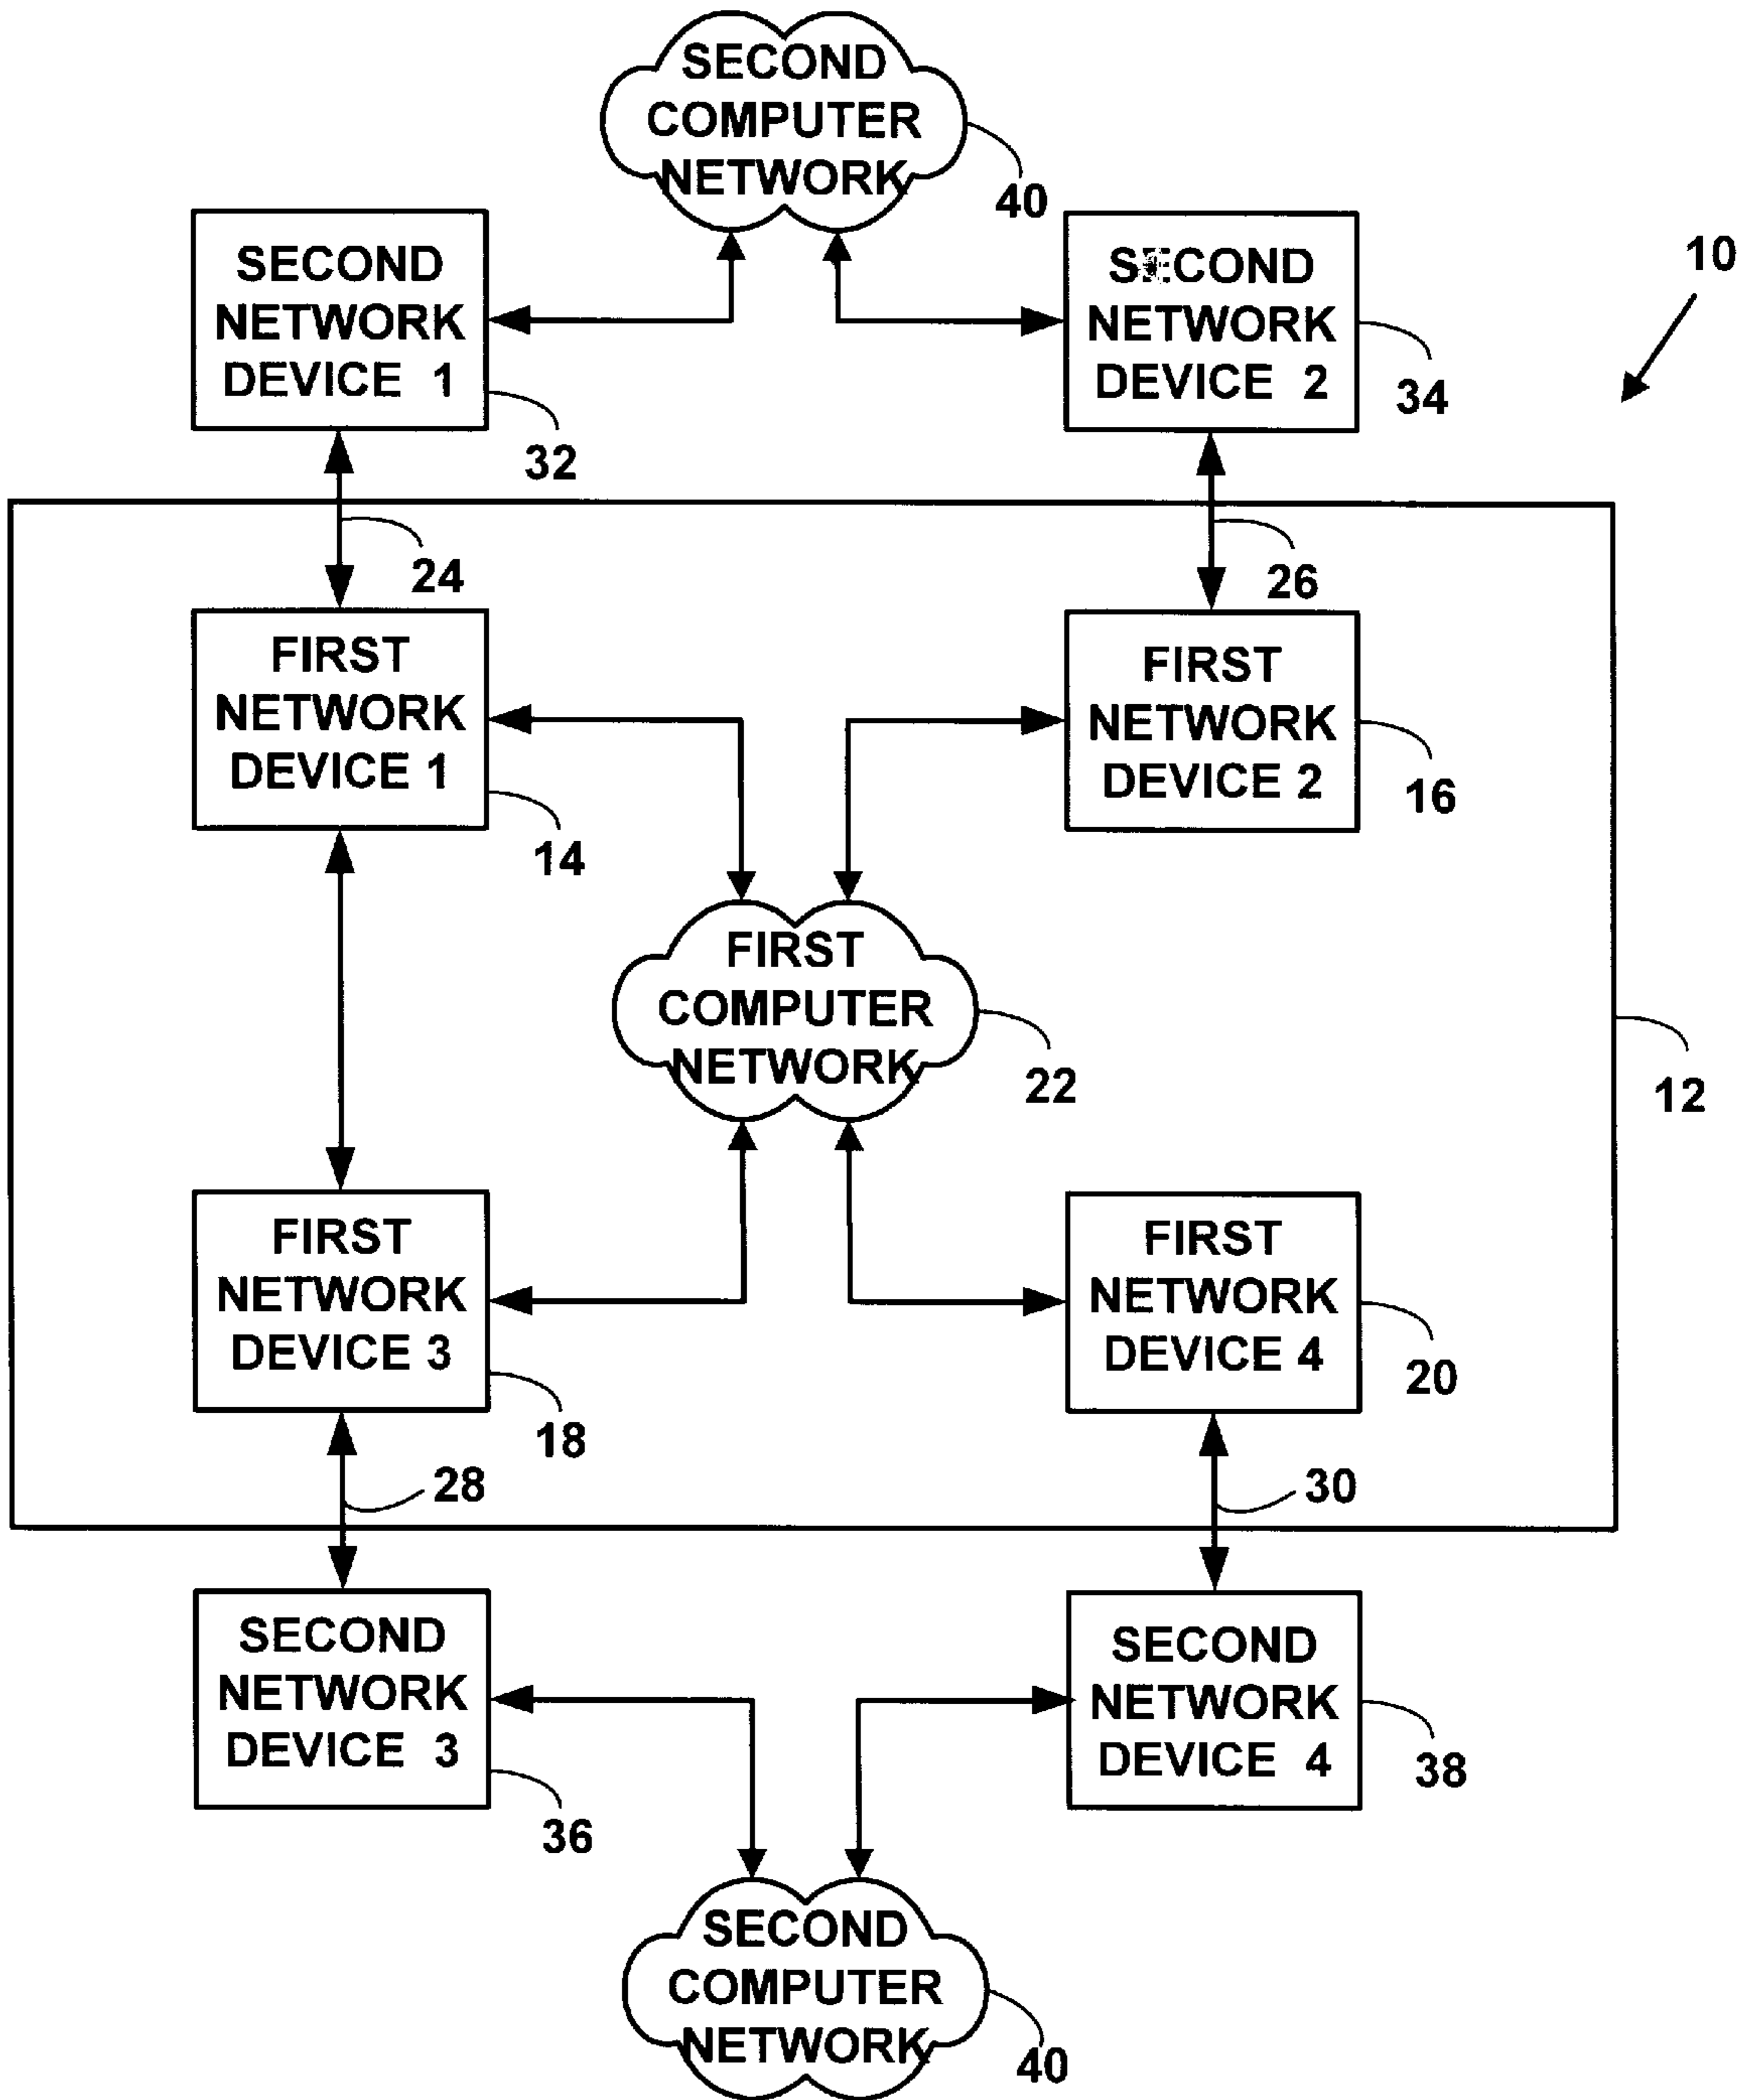 SECOND
COMPUTER
NETWORK
40
SECOND
NETWORK
DEVICE 1
32
SECOND
NETWORK
DEVICE 2
34
10
24
26
FIRST
NETWORK
DEVICE 1
14
FIRST
NETWORK
DEVICE 2
16
FIRST
COMPUTER
NETWORK
22
12
FIRST
NETWORK
DEVICE 3
18
FIRST
NETWORK
DEVICE 4
20
28
30
SECOND
NETWORK
DEVICE 3
36
SECOND
NETWORK
DEVICE 4
38
SECOND
COMPUTER
NETWORK
40